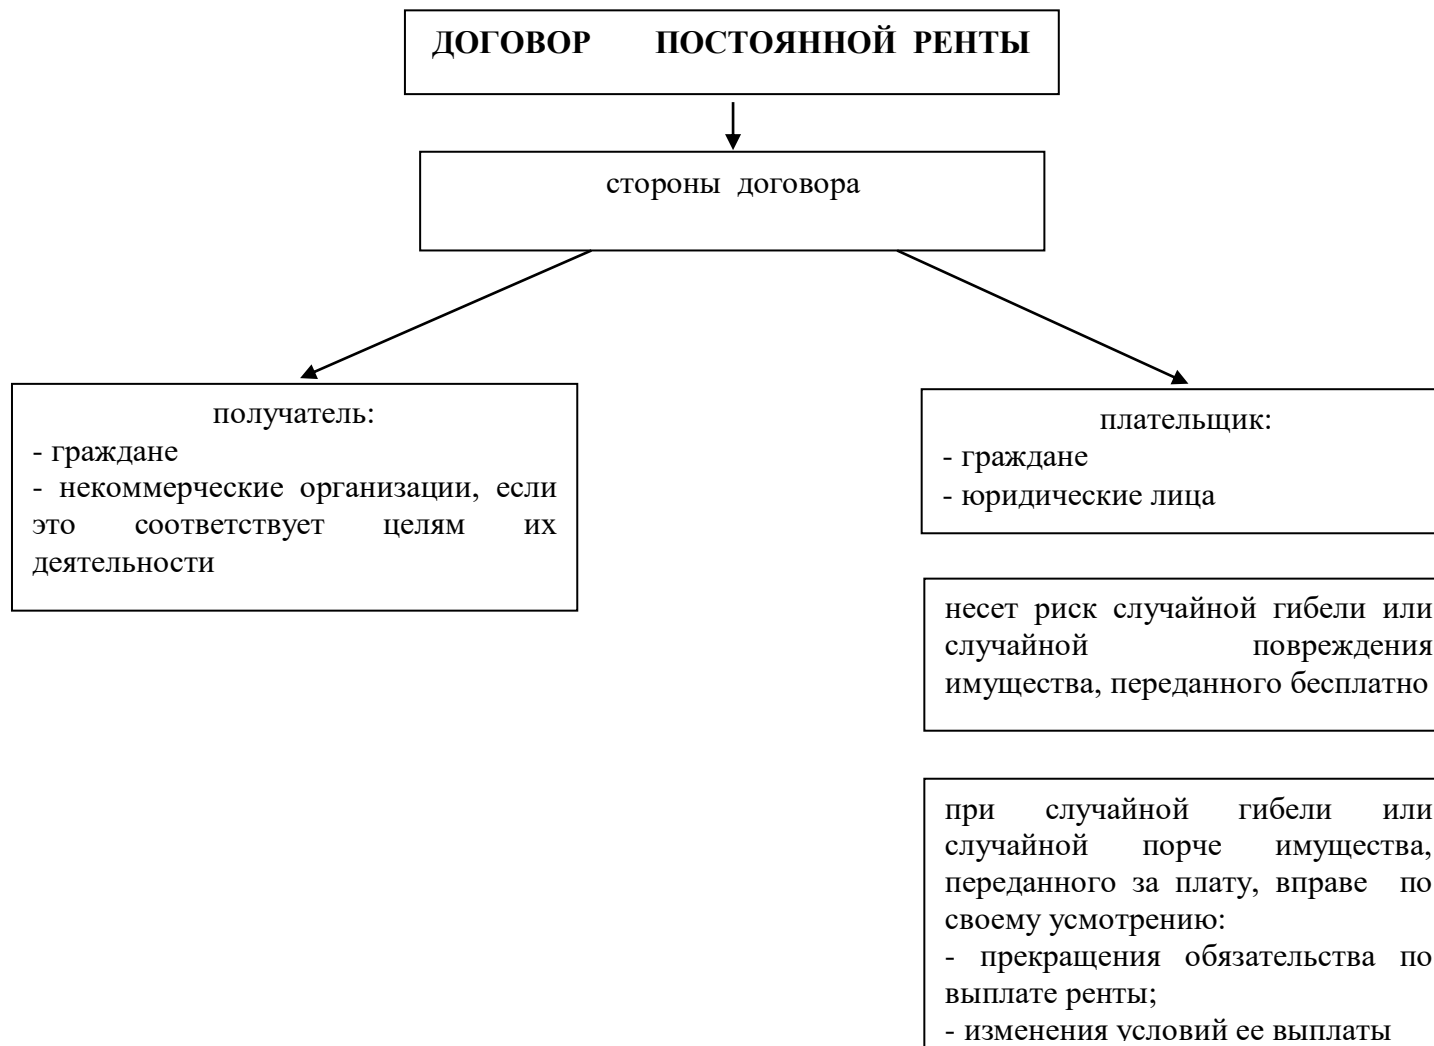 ДОГОВОР ПОСТОЯННОЙ РЕНТЫ
стороны договора
получатель:
- граждане
- некоммерческие организации, если
это соответствует целям их
деятельности
плательщик:
- граждане
- юридические лица
несет риск случайной гибели или
случайной повреждения
имущества, переданного бесплатно
при случайной гибели или
случайной порче имущества,
переданного за плату, вправе по
своему усмотрению:
- прекращения обязательства по
выплате ренты;
- изменения условий ее выплаты